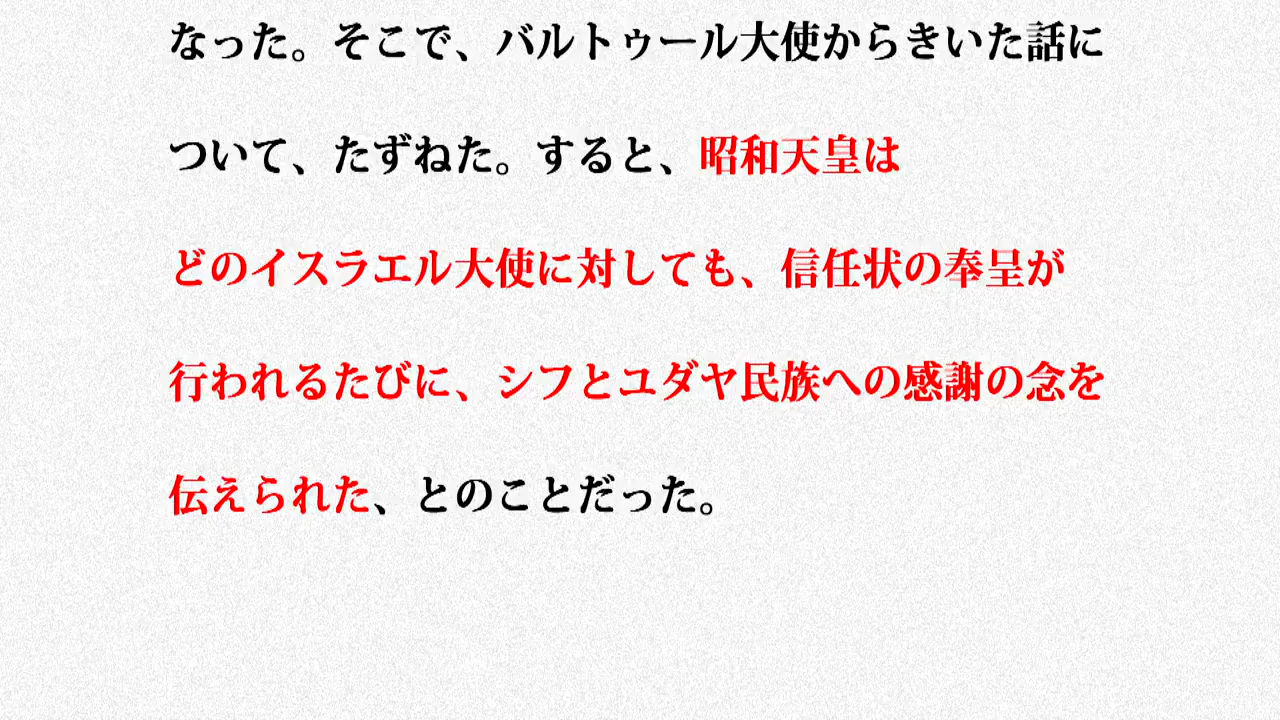 なった。そこで、バルトゥール大使からきいた話に
ついて、たずねた。すると、昭和天皇は
どのイスラエル大使に対しても、信任状の奉呈が
行われるたびに、シフとユダヤ民族への感謝の念を
伝えられた、とのことだった。